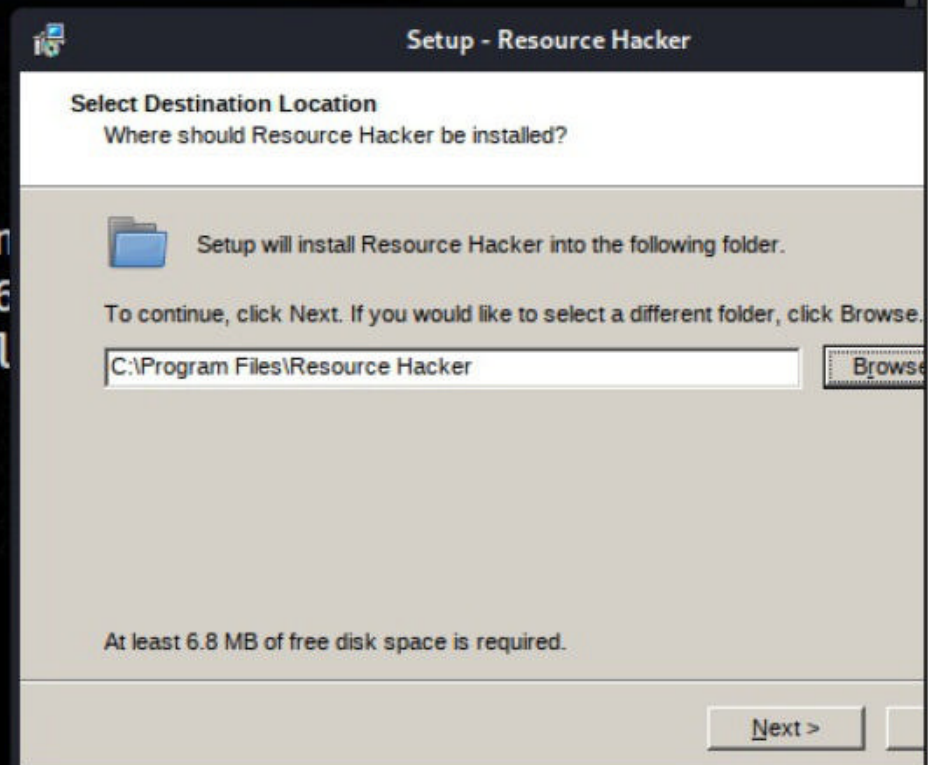 Setup - Resource Hacker
Select Destination Location
Where should Resource Hacker be installed?
Setup will install Resource Hacker into the following folder.
To continue, click Next. If you would like to select a different folder, click Browse.
C:\Program Files\Resource Hacker
Browse
At least 6.8 MB of free disk space is required.
Next >